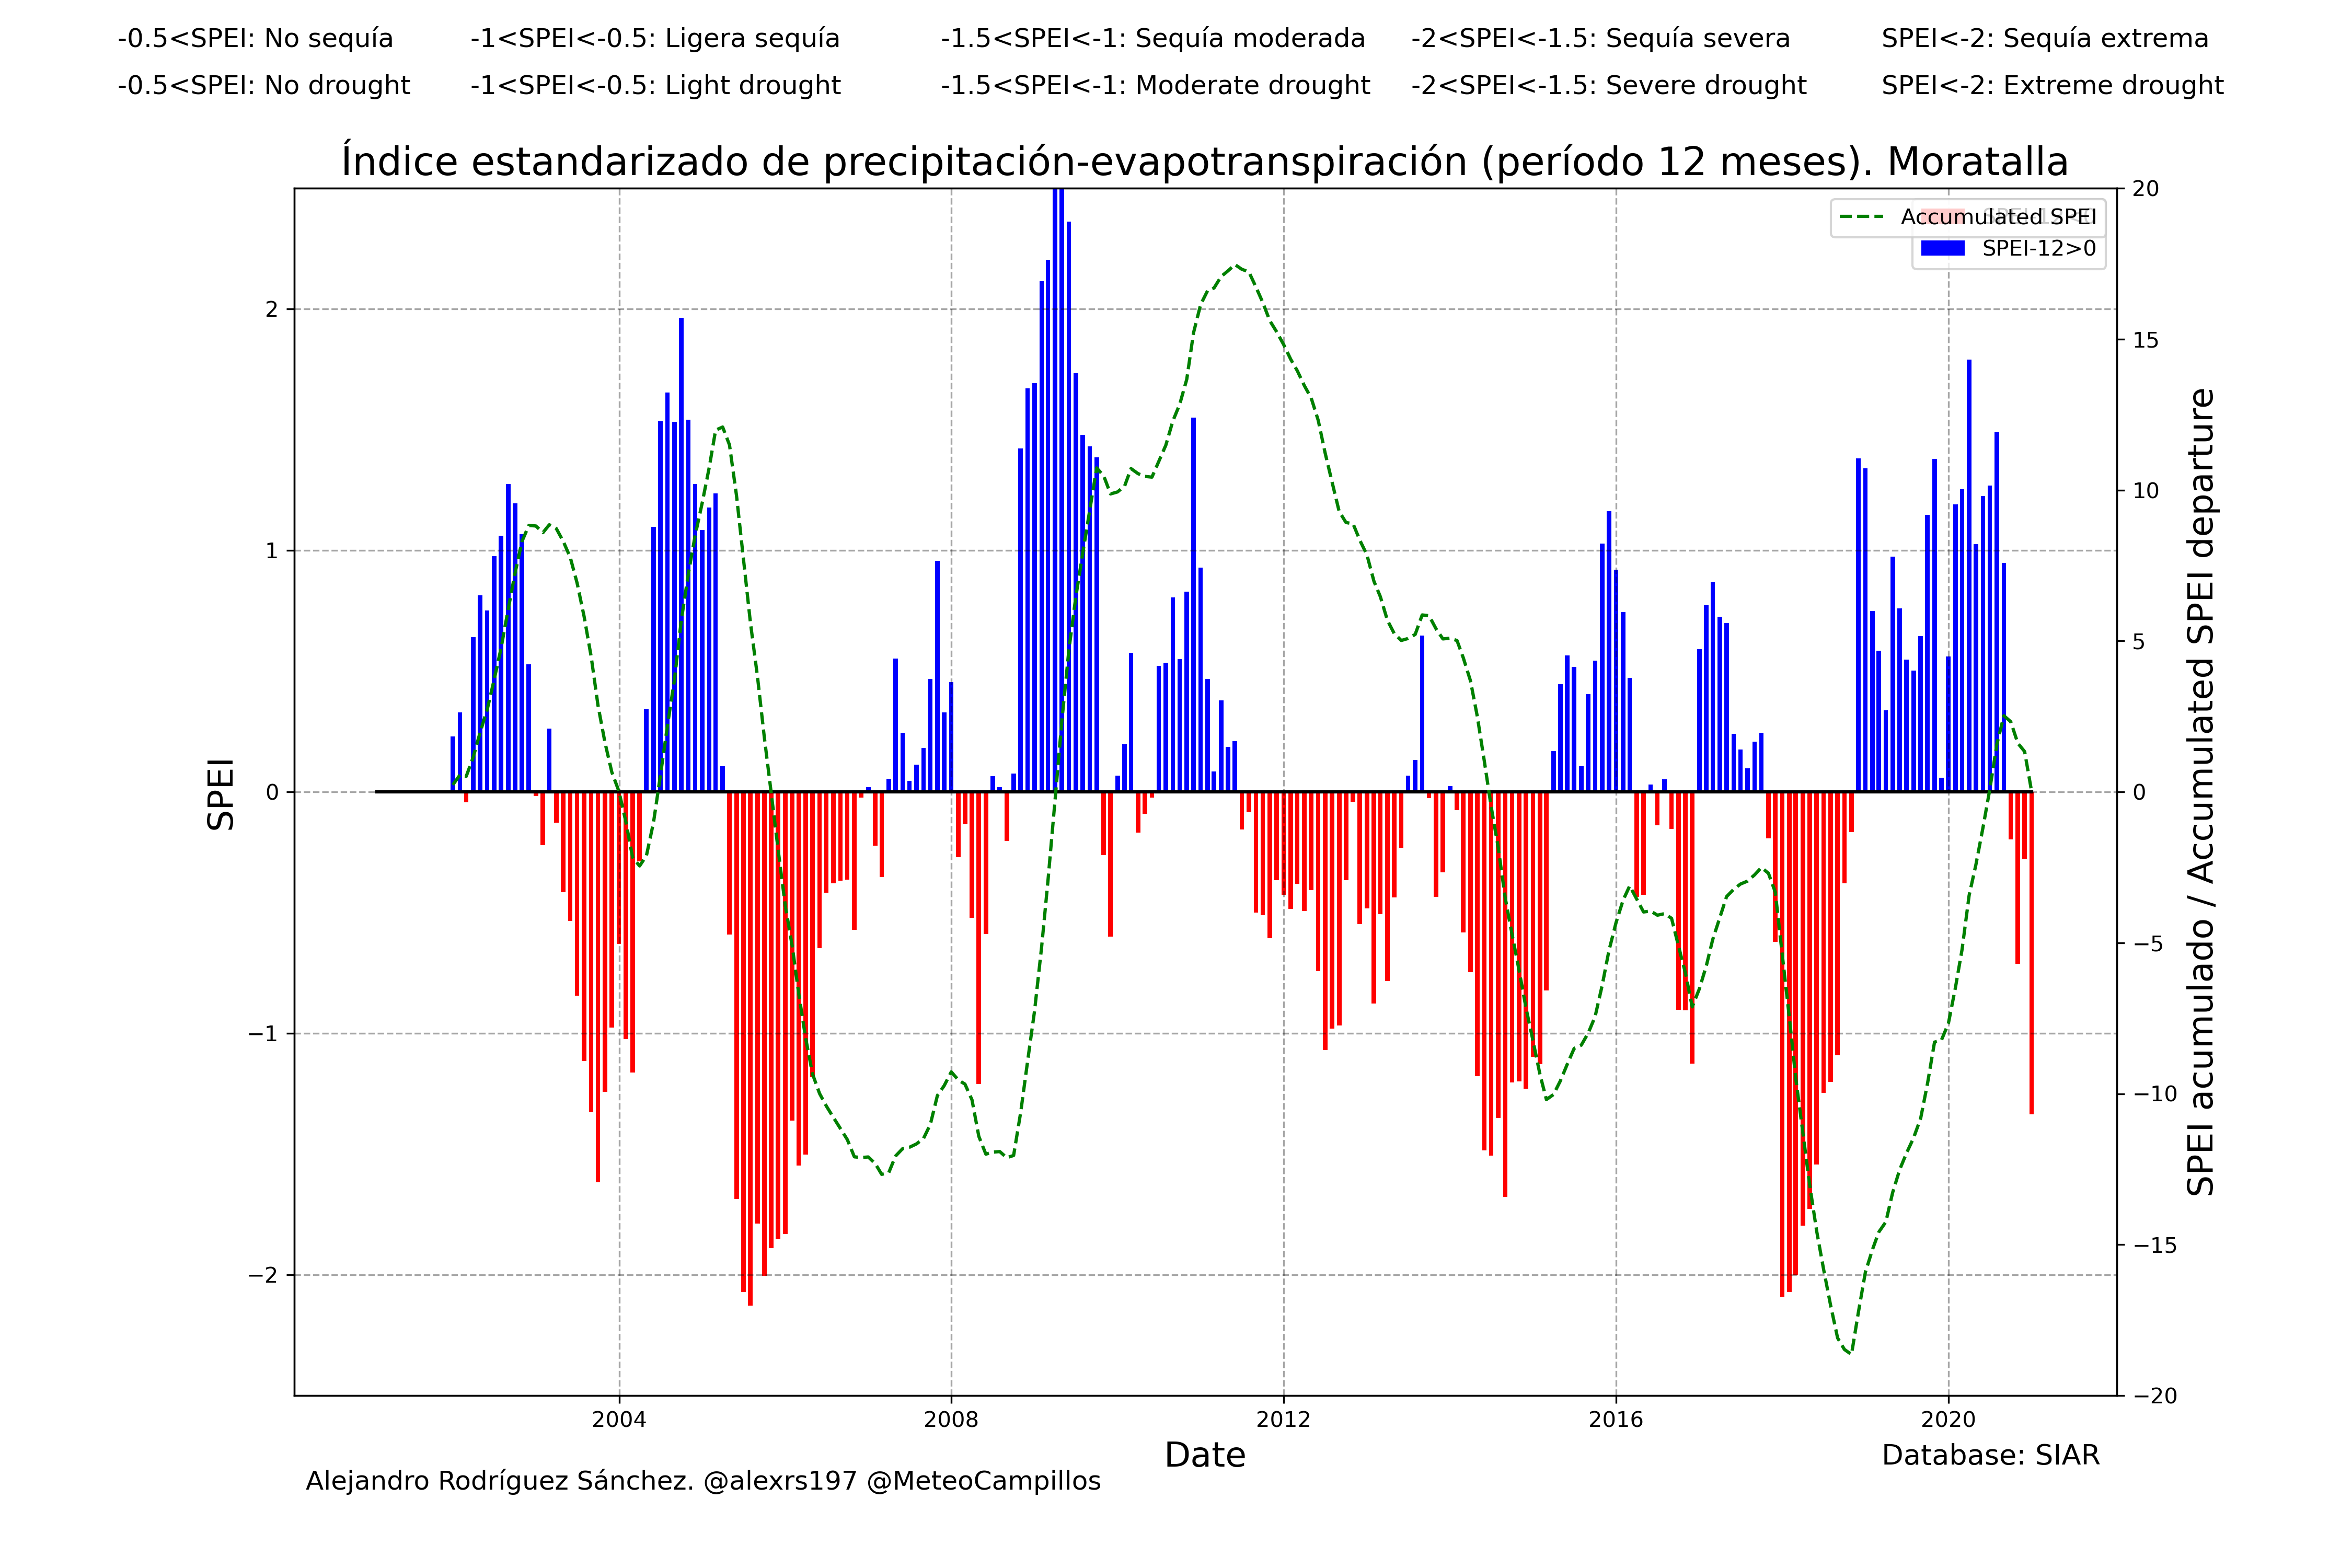 -0.5<SPEI: No sequía -1<SPEI<-0.5: Ligera sequía -1.5<SPEI<-1: Sequía moderada -2<SPEI<-1.5: Sequía severa SPEI<-2: Sequía extrema
-0.5<SPEI: No drought -1<SPEI<-0.5: Light drought -1.5<SPEI<-1: Moderate drought -2<SPEI<-1.5: Severe drought SPEI<-2: Extreme drought
Índice estandarizado de precipitación-evapotranspiración (período 12 meses). Moratalla
Accumulated SPEI
SPEI-12>0
SPEI
2
1
0
−1
−2
20
15
10
5
0
−5
−10
−15
−20
SPEI acumulado / Accumulated SPEI departure
2004 2008 2012 2016 2020
Date
Database: SIAR
Alejandro Rodríguez Sánchez. @alexrs197 @MeteoCampillos